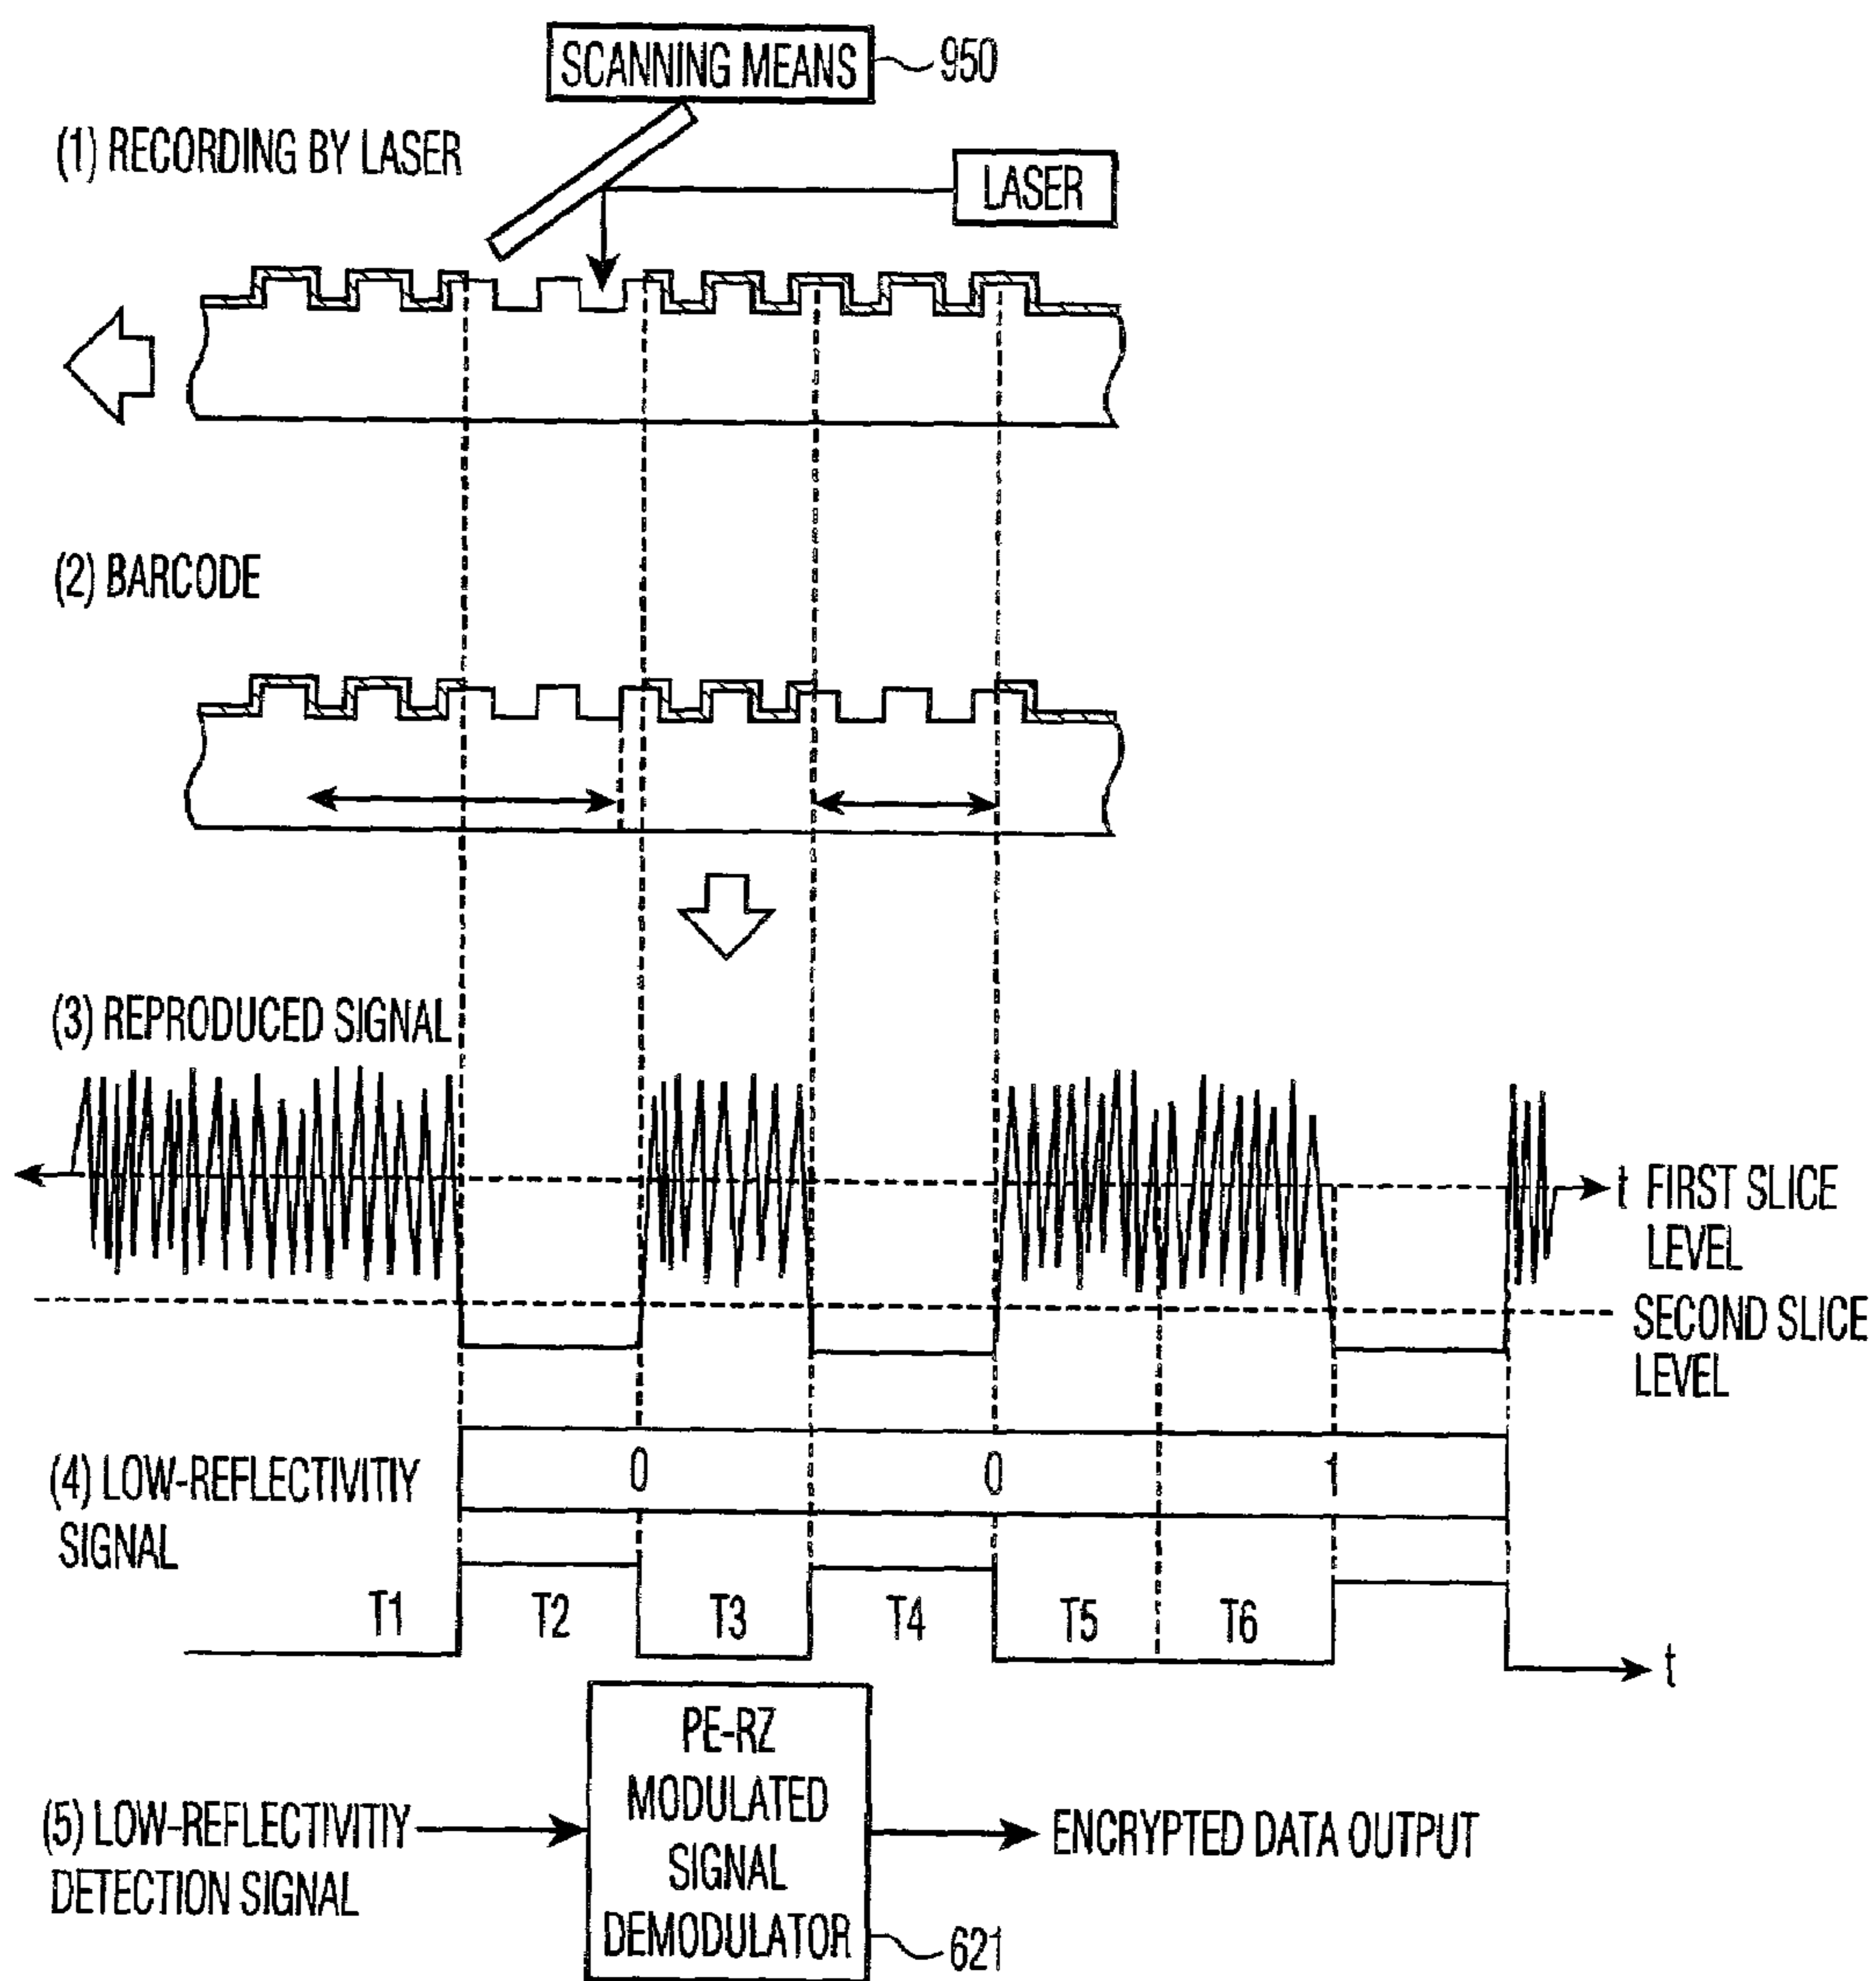 SCANNING MEANS
950
(1) RECORDING BY LASER
LASER
(2) BARCODE
(3) REPRODUCED SIGNAL
t FIRST SLICE
LEVEL
SECOND SLICE
LEVEL
(4) LOW-REFLECTIVITIY
SIGNAL
0 0 1
T1 T2 T3 T4 T5 T6
t
(5) LOW-REFLECTIVITIY
DETECTION SIGNAL
PE-RZ
MODULATED
SIGNAL
DEMODULATOR
ENCRYPTED DATA OUTPUT
621